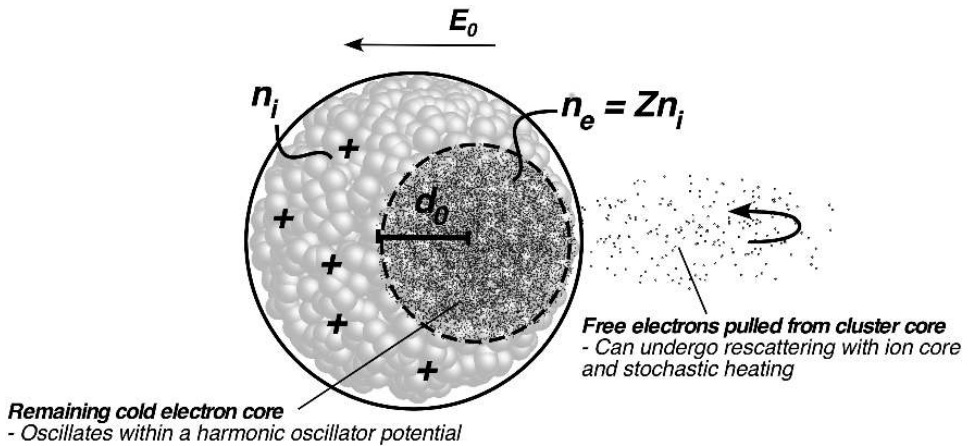 E₀
nᵢ
nₑ = Znᵢ
+
+
d₀
+
+
+
Free electrons pulled from cluster core
- Can undergo rescattering with ion core
and stochastic heating
Remaining cold electron core
- Oscillates within a harmonic oscillator potential